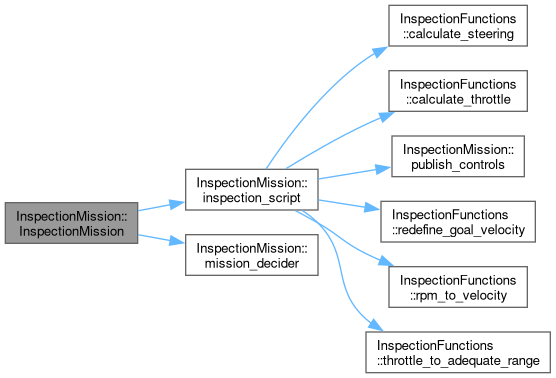 InspectionMission::
InspectionMission
InspectionMission::
inspection_script
InspectionMission::
mission_decider
InspectionFunctions
::calculate_steering
InspectionFunctions
::calculate_throttle
InspectionMission::
publish_controls
InspectionFunctions
::redefine_goal_velocity
InspectionFunctions
::rpm_to_velocity
InspectionFunctions
::throttle_to_adequate_range